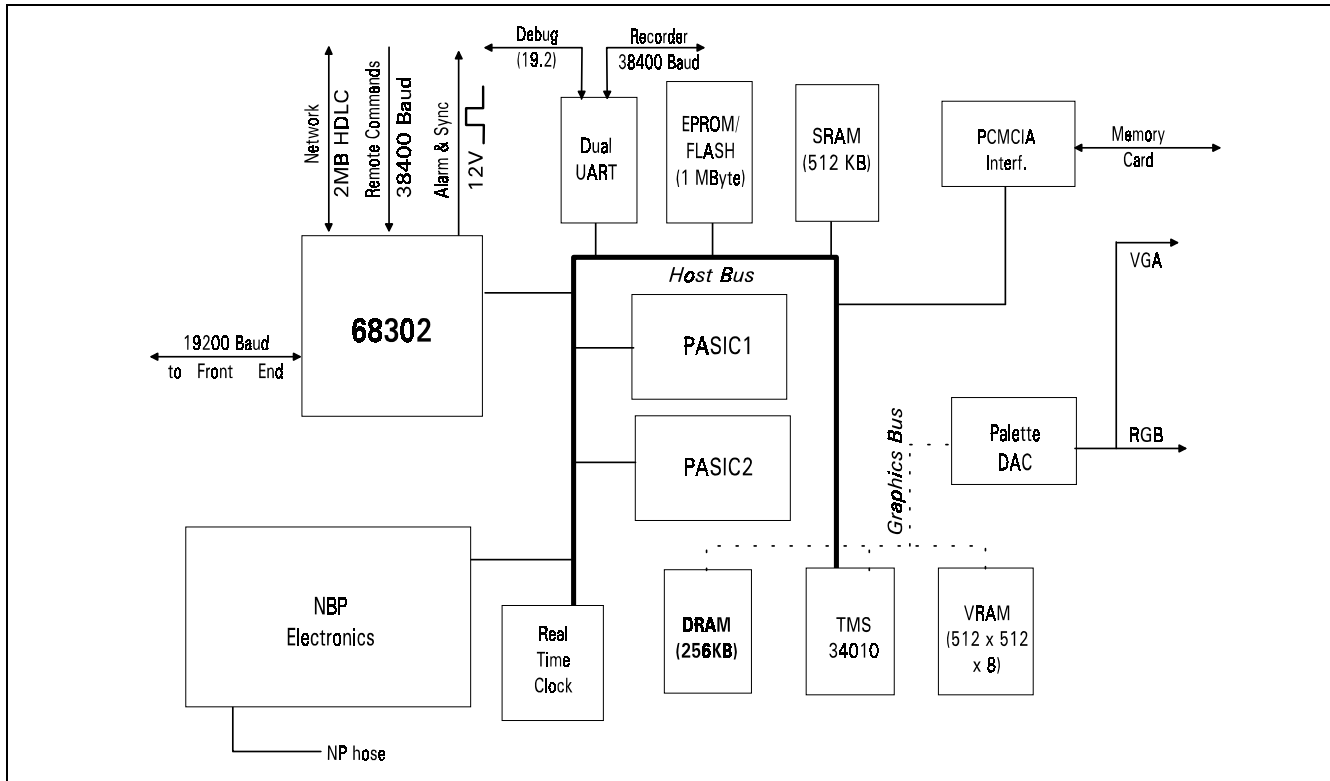 Debug
(19.2)
Recorder
38400 Baud
Network
2MB HDLC
Remote Commands
38400 Baud
Alarm & Sync
12V
Dual
UART
EPROM/
FLASH
(1 MByte)
SRAM
(512 KB)
PCMCIA
Interf.
Memory
Card
VGA
Host Bus
68302
PASIC1
19200 Baud
to Front End
PASIC2
Graphics Bus
Palette
DAC
RGB
NBP
Electronics
Real
Time
Clock
DRAM
(256KB)
TMS
34010
VRAM
(512 x 512
x 8)
NP hose